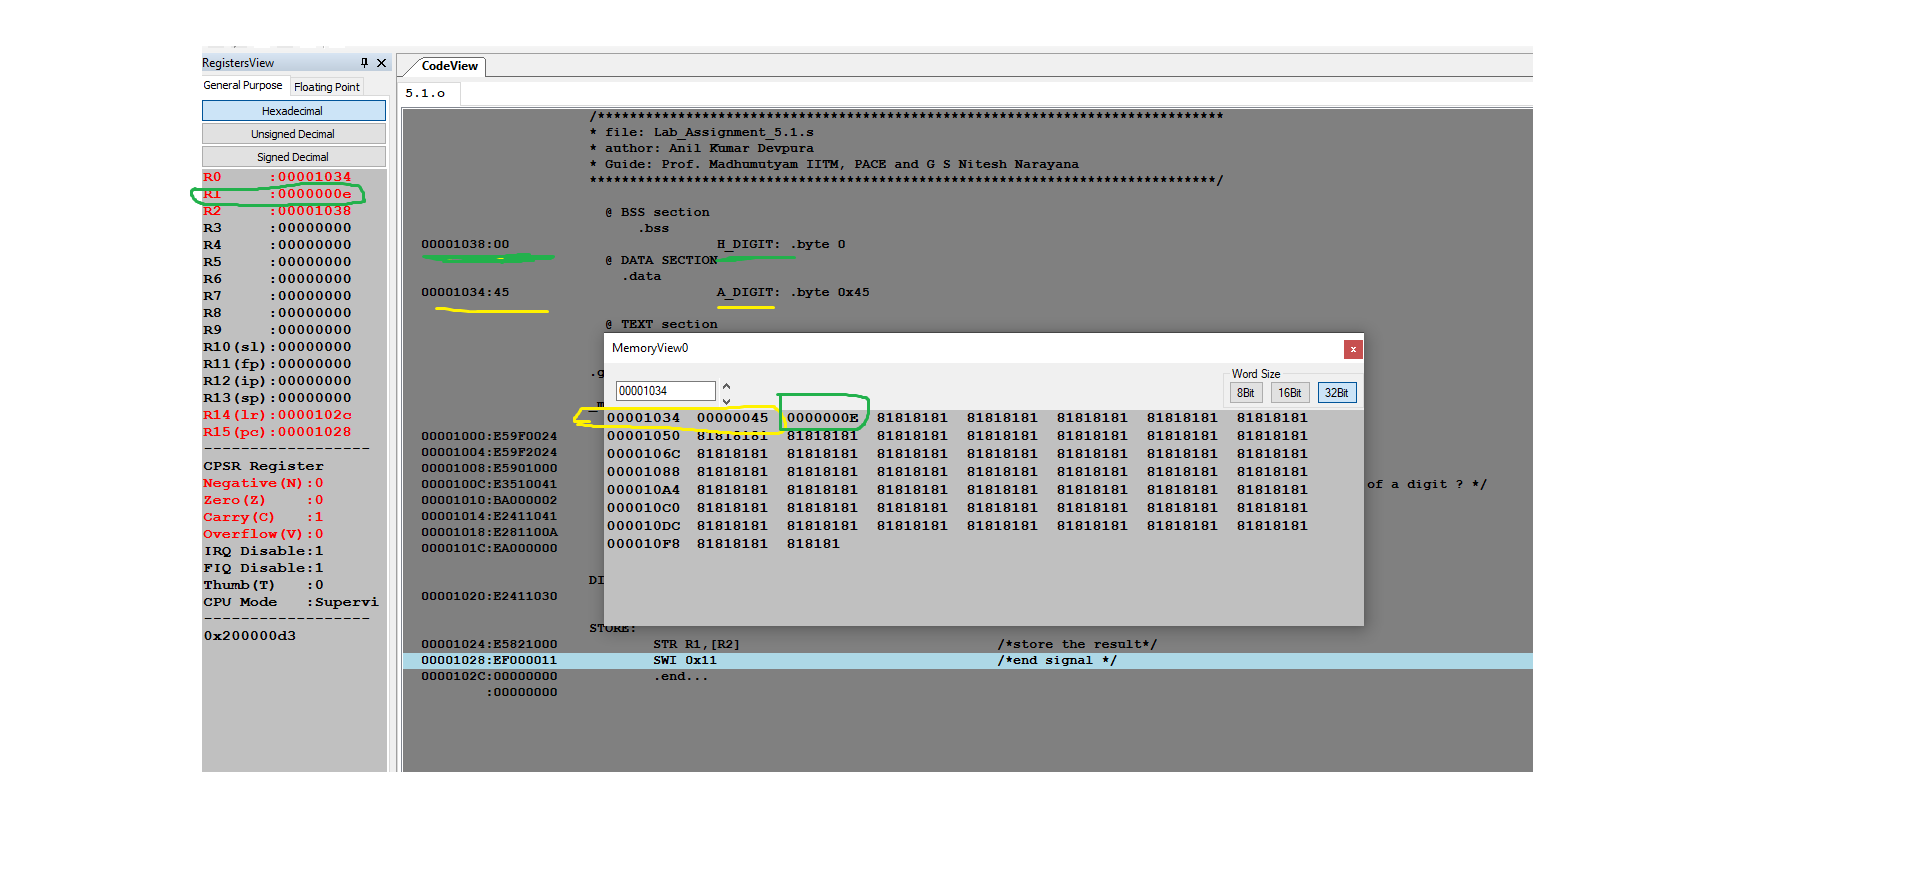 RegistersView
General Purpose Floating Point
Hexadecimal
Unsigned Decimal
Signed Decimal
R0 :00001034
R1 :0000000e
R2 :00001038
R3 :00000000
R4 :00000000
R5 :00000000
R6 :00000000
R7 :00000000
R8 :00000000
R9 :00000000
R10(sl):00000000
R11(fp):00000000
R12(ip):00000000
R13(sp):00000000
R14(lr):0000102c
R15(pc):00001028
--------------------
CPSR Register
Negative(N):0
Zero(Z) :0
Carry(C) :1
Overflow(V):0
IRQ Disable:1
FIQ Disable:1
Thumb(T) :0
CPU Mode :Supervi
--------------------
0x200000d3
CodeView
5.1.o
/******************************************************************************
* file: Lab_Assignment_5.1.s
* author: Anil Kumar Devpura
* Guide: Prof. Madhumutyam IITM, PACE and G S Nitesh Narayana
******************************************************************************/
@ BSS section
.bss
00001038:00 H_DIGIT: .byte 0
@ DATA SECTION
.data
00001034:45 A_DIGIT: .byte 0x45
@ TEXT section
00001000:E59F0024
00001004:E59F2024
00001008:E5901000
0000100C:E3510041 of a digit ? */
00001010:BA000002
00001014:E2411041
00001018:E281100A
0000101C:EA000000
DI
00001020:E2411030
STORE:
00001024:E5821000 STR R1,[R2] /*store the result*/
00001028:EF000011 SWI 0x11 /*end signal */
0000102C:00000000 .end...
:00000000
MemoryView0
00001034
Word Size
8Bit 16Bit 32Bit
00001034 00000045 0000000E 81818181 81818181 81818181 81818181 81818181
00001050 81818181 81818181 81818181 81818181 81818181 81818181 81818181
0000106C 81818181 81818181 81818181 81818181 81818181 81818181 81818181
00001088 81818181 81818181 81818181 81818181 81818181 81818181 81818181
000010A4 81818181 81818181 81818181 81818181 81818181 81818181 81818181
000010C0 81818181 81818181 81818181 81818181 81818181 81818181 81818181
000010DC 81818181 81818181 81818181 81818181 81818181 81818181 81818181
000010F8 81818181 818181